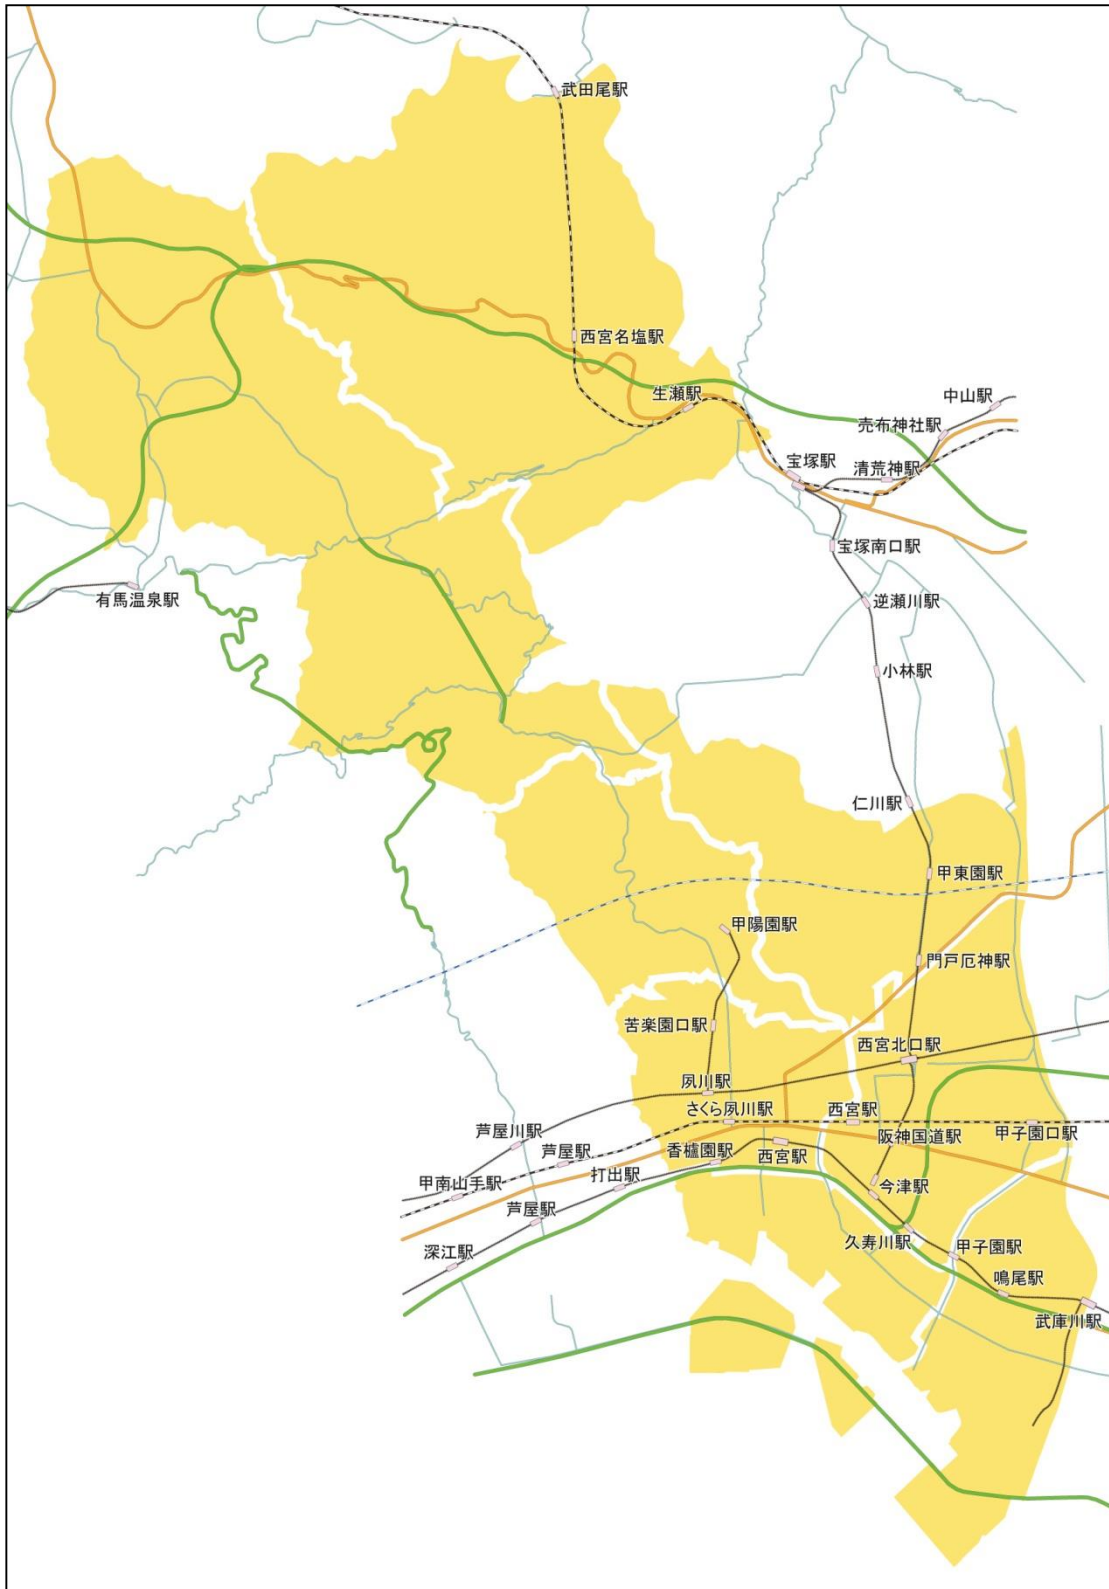 武田尾駅
西宮名塩駅
生瀬駅
中山駅
売布神社駅
宝塚駅
清荒神駅
宝塚南口駅
有馬温泉駅
逆瀬川駅
小林駅
仁川駅
甲東園駅
甲陽園駅
門戸厄神駅
苦楽園口駅
西宮北口駅
夙川駅
さくら夙川駅
西宮駅
芦屋川駅
阪神国道駅
甲子園口駅
香櫨園駅
西宮駅
芦屋駅
甲南山手駅
打出駅
今津駅
芦屋駅
久寿川駅
甲子園駅
深江駅
鳴尾駅
武庫川駅